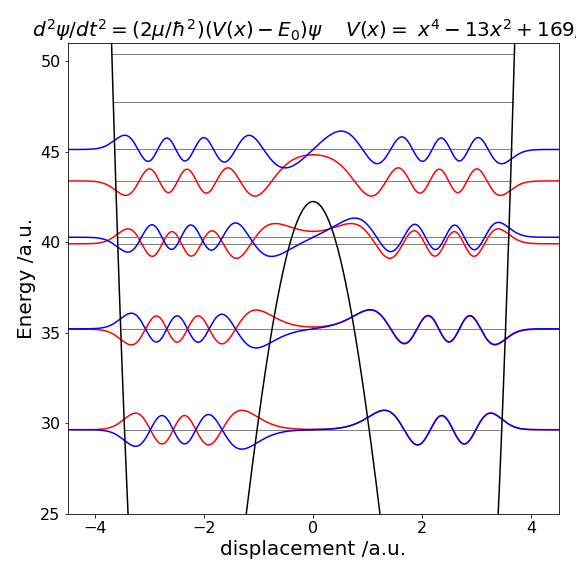 d²ψ/dt² = (2μ/ħ²)(V(x) − E₀)ψ V(x) = x⁴ − 13x² + 169/
50
45
40
35
30
25
Energy /a.u.
−4 −2 0 2 4
displacement /a.u.